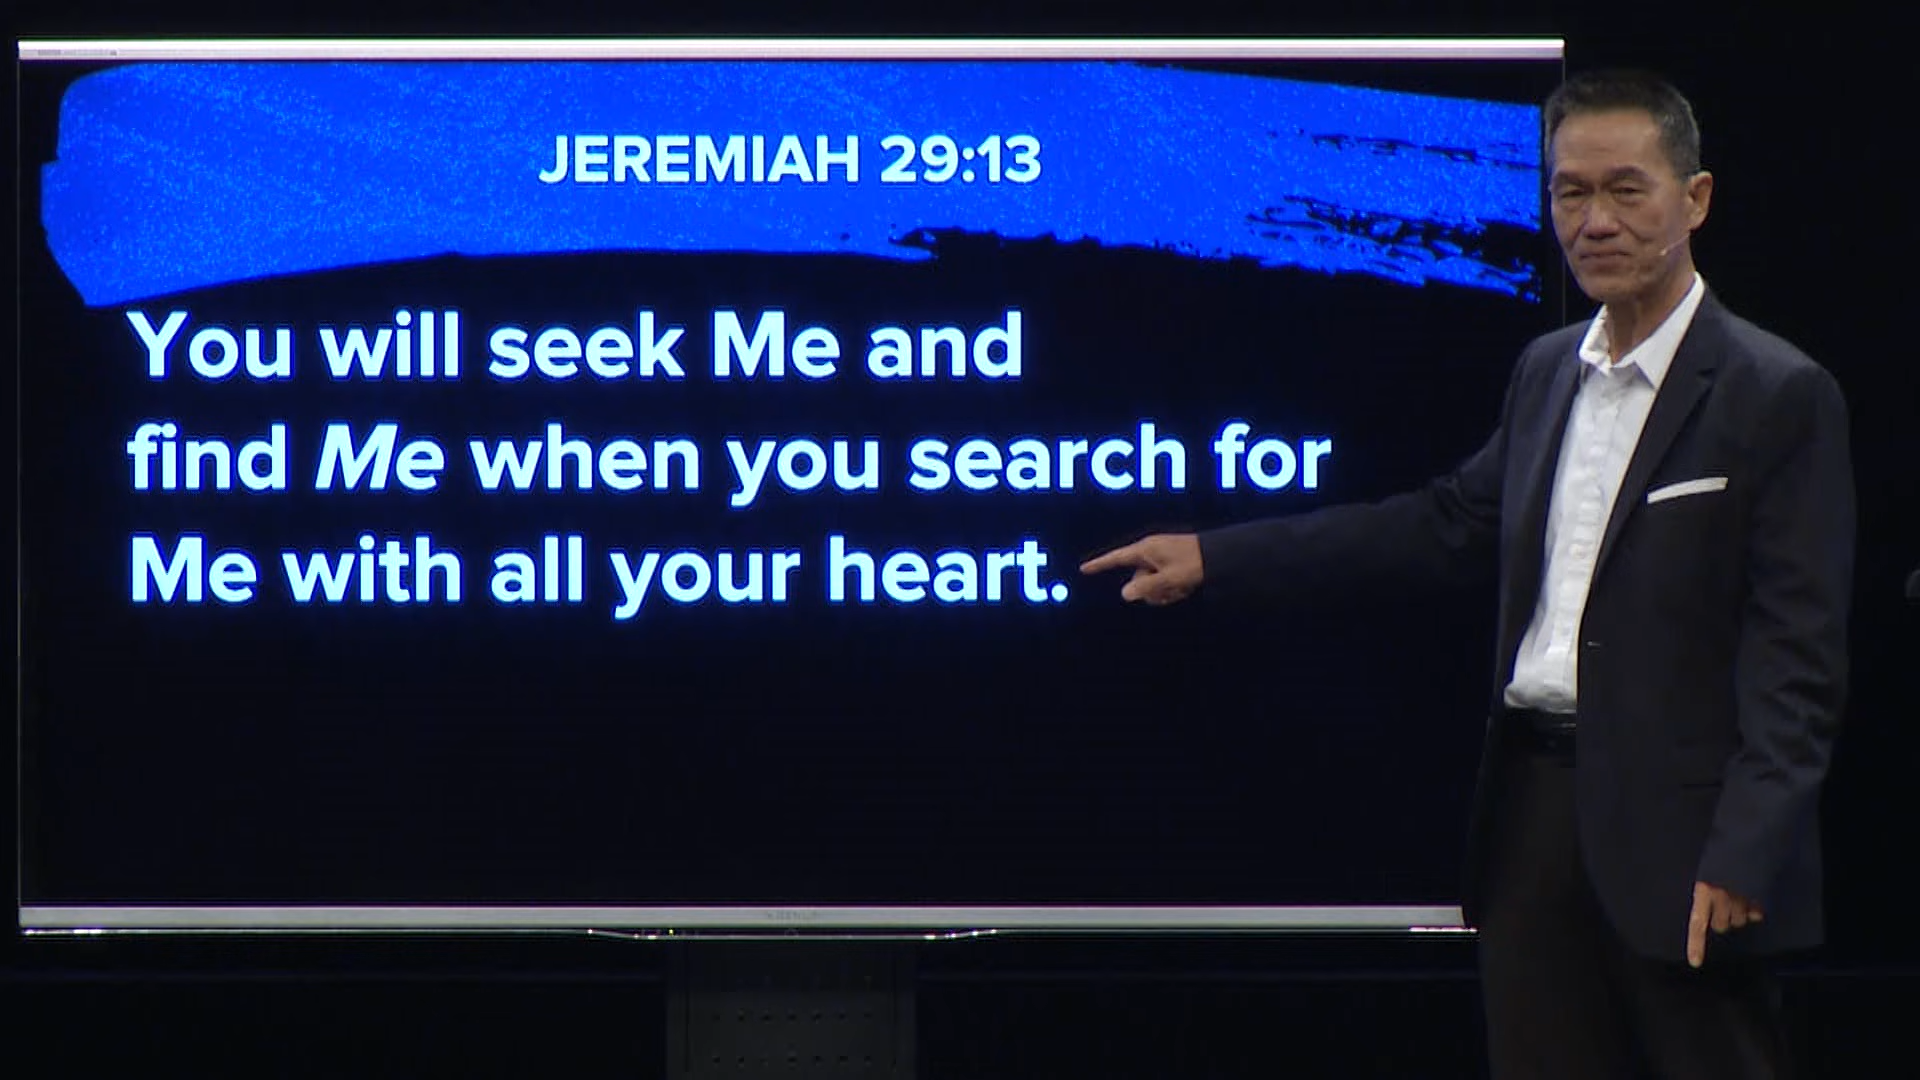 JEREMIAH 29:13
You will seek Me and
find Me when you search for
Me with all your heart.